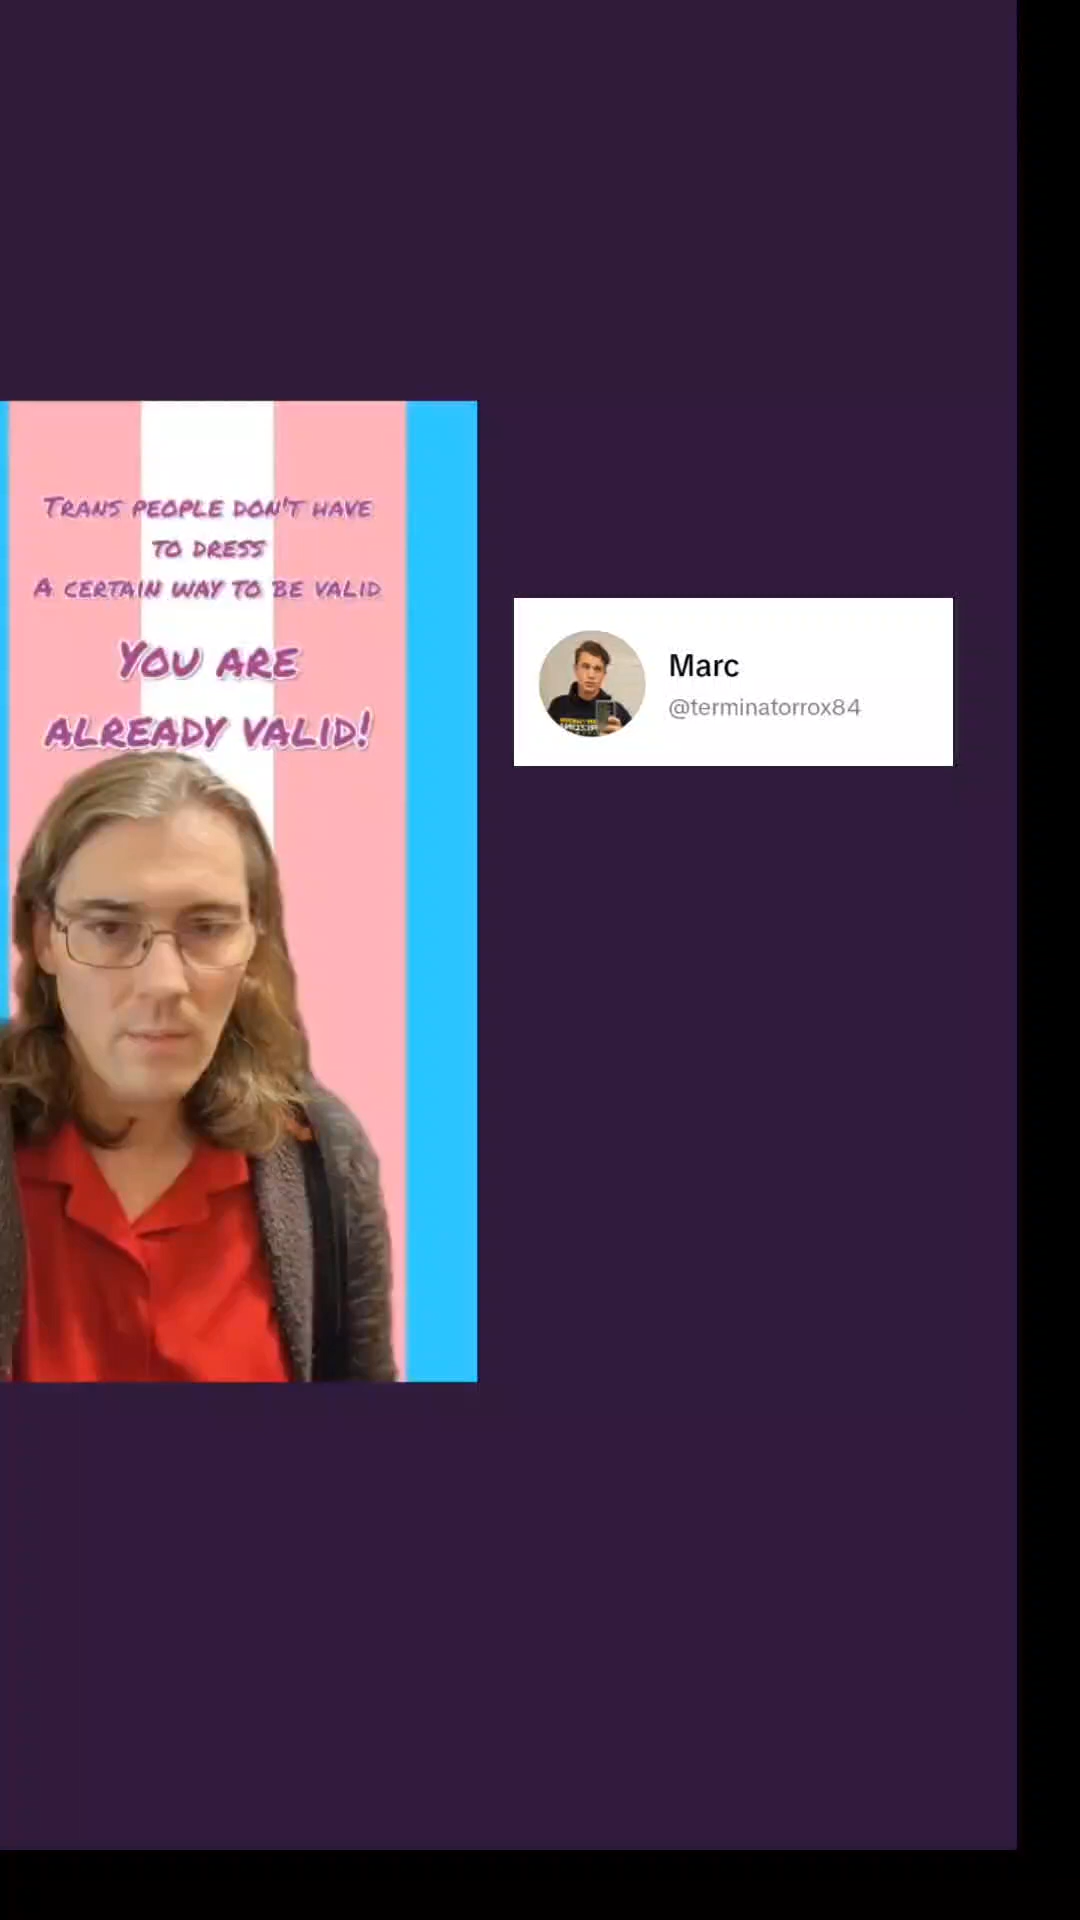 TRANS PEOPLE DON'T HAVE
TO DRESS
A CERTAIN WAY TO BE VALID
YOU ARE
ALREADY VALID!
Marc
@terminatorrox84